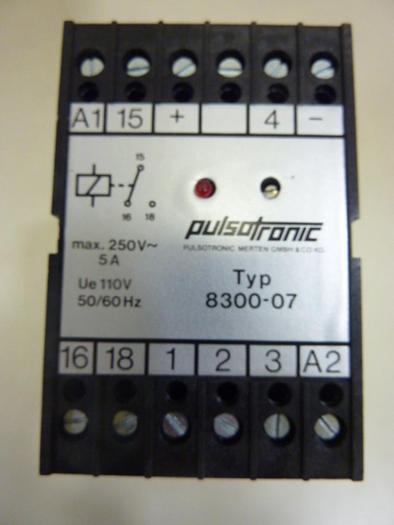 A1 15 + 4 -
15
16 18
pulsotronic
PULSOTRONIC MERTEN GMBH & CO KG
max. 250V~
5A
Typ
8300-07
Ue 110V
50/60 Hz
16 18 1 2 3 A2